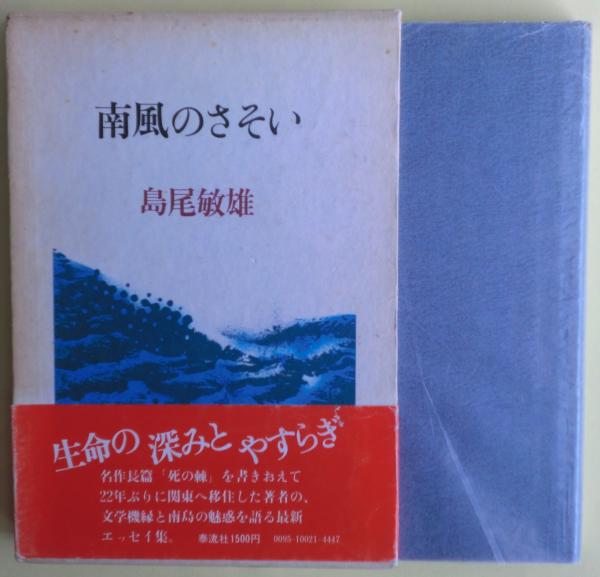 南風のさそい
島尾敏雄
生命の深みとやすらぎ
名作長篇「死の棘」を書きおえて
22年ぶりに関東へ移住した著者の、
文学機縁と南島の魅惑を語る最新
エッセイ集。 泰流社1500円 0095-10021-4447